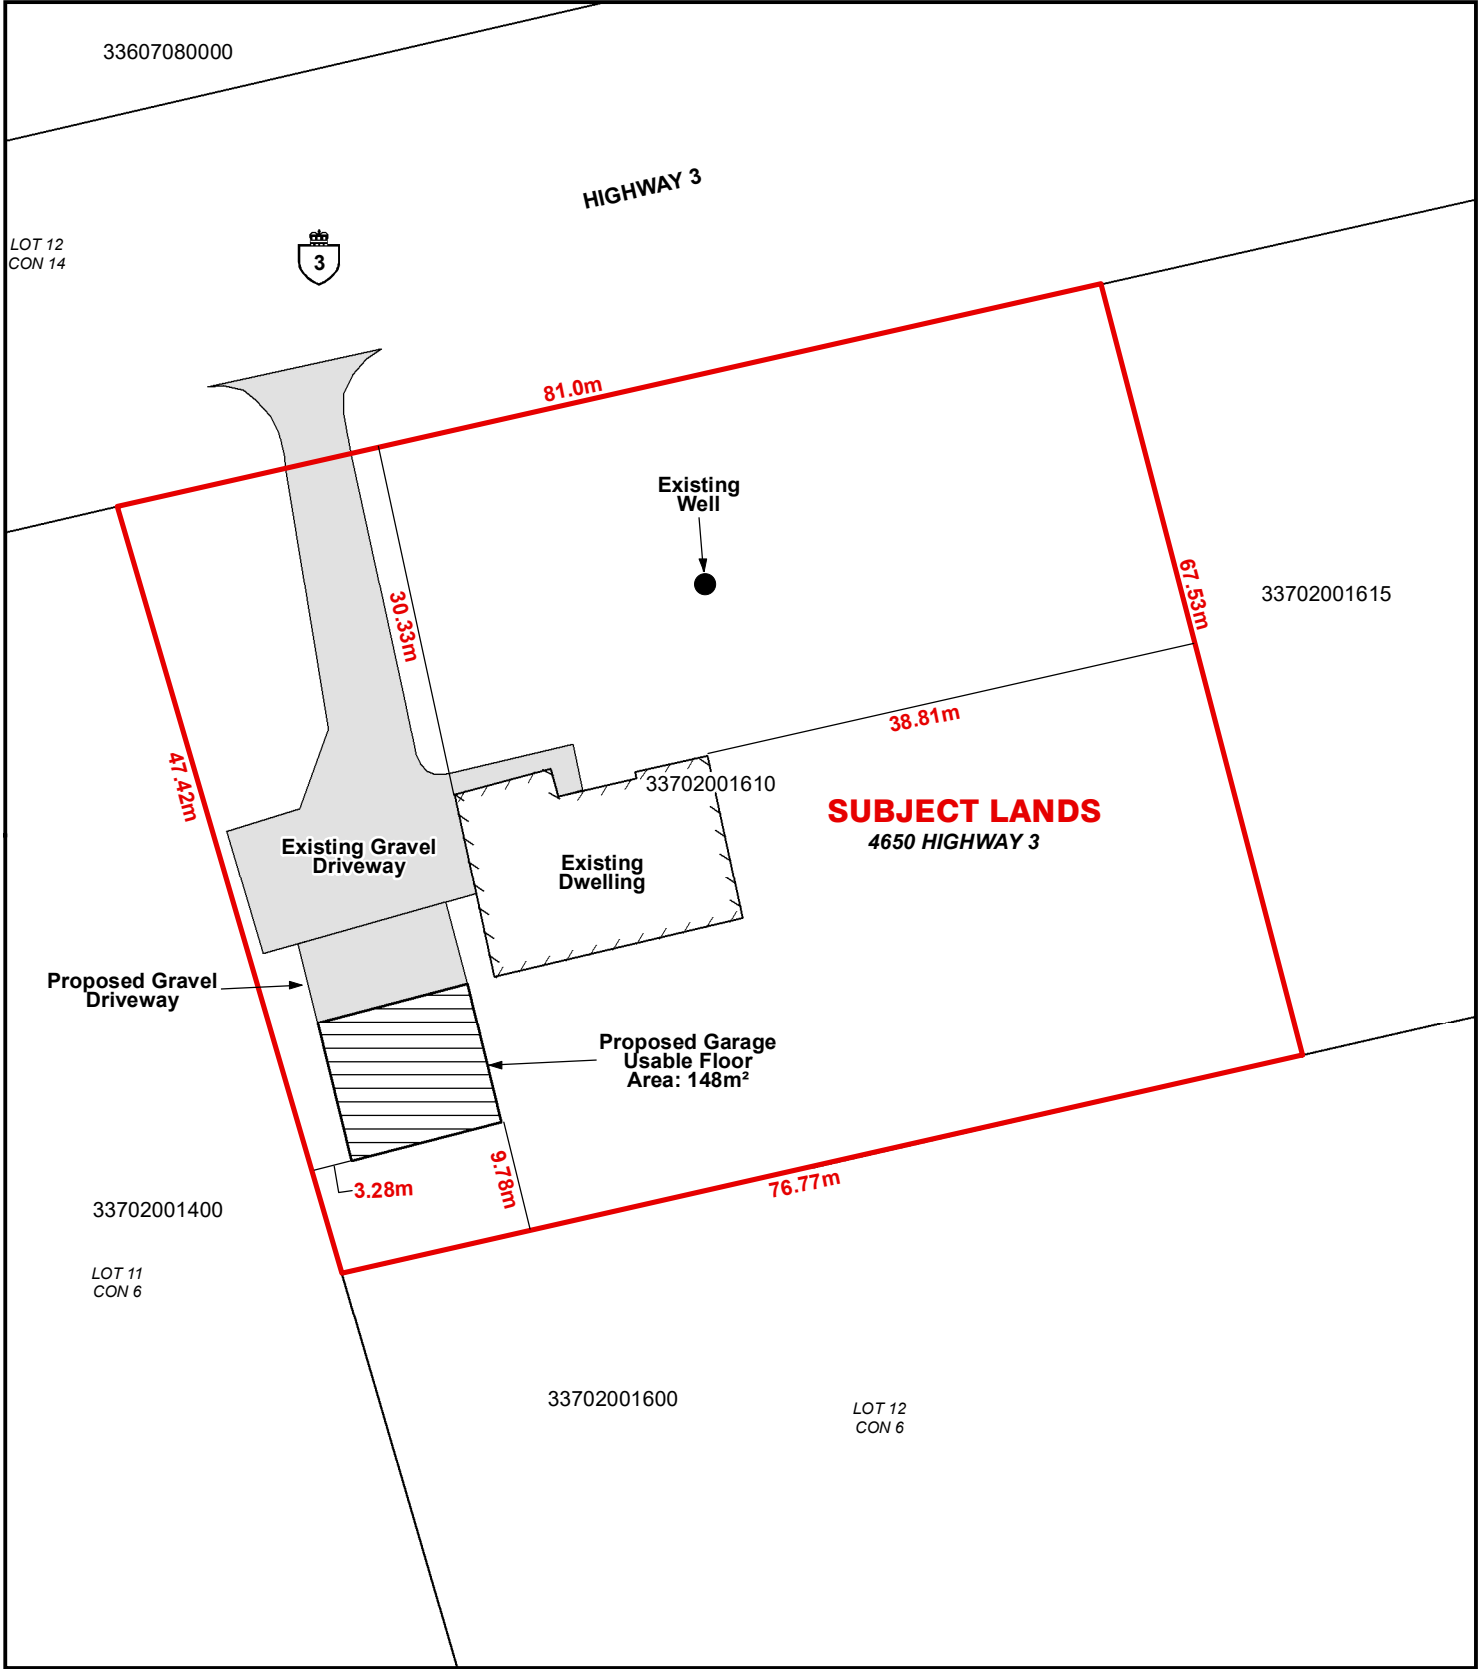 33607080000
HIGHWAY 3
LOT 12
CON 14
3
81.0m
Existing
Well
67.53m
33702001615
30.33m
38.81m
47.42m
33702001610
SUBJECT LANDS
4650 HIGHWAY 3
Existing Gravel
Driveway
Existing
Dwelling
Proposed Gravel
Driveway
Proposed Garage
Usable Floor
Area: 148m²
9.78m
76.77m
3.28m
33702001400
LOT 11
CON 6
33702001600
LOT 12
CON 6